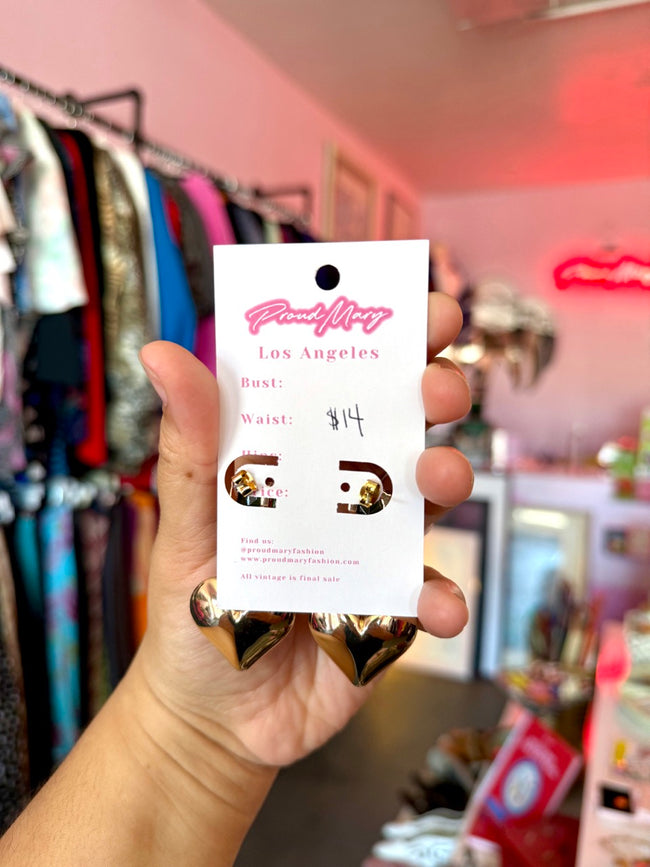 Proud Mary
Los Angeles
Bust:
Waist:
$14
Find us:
@proudmaryfashion
www.proudmaryfashion.com
All vintage is final sale